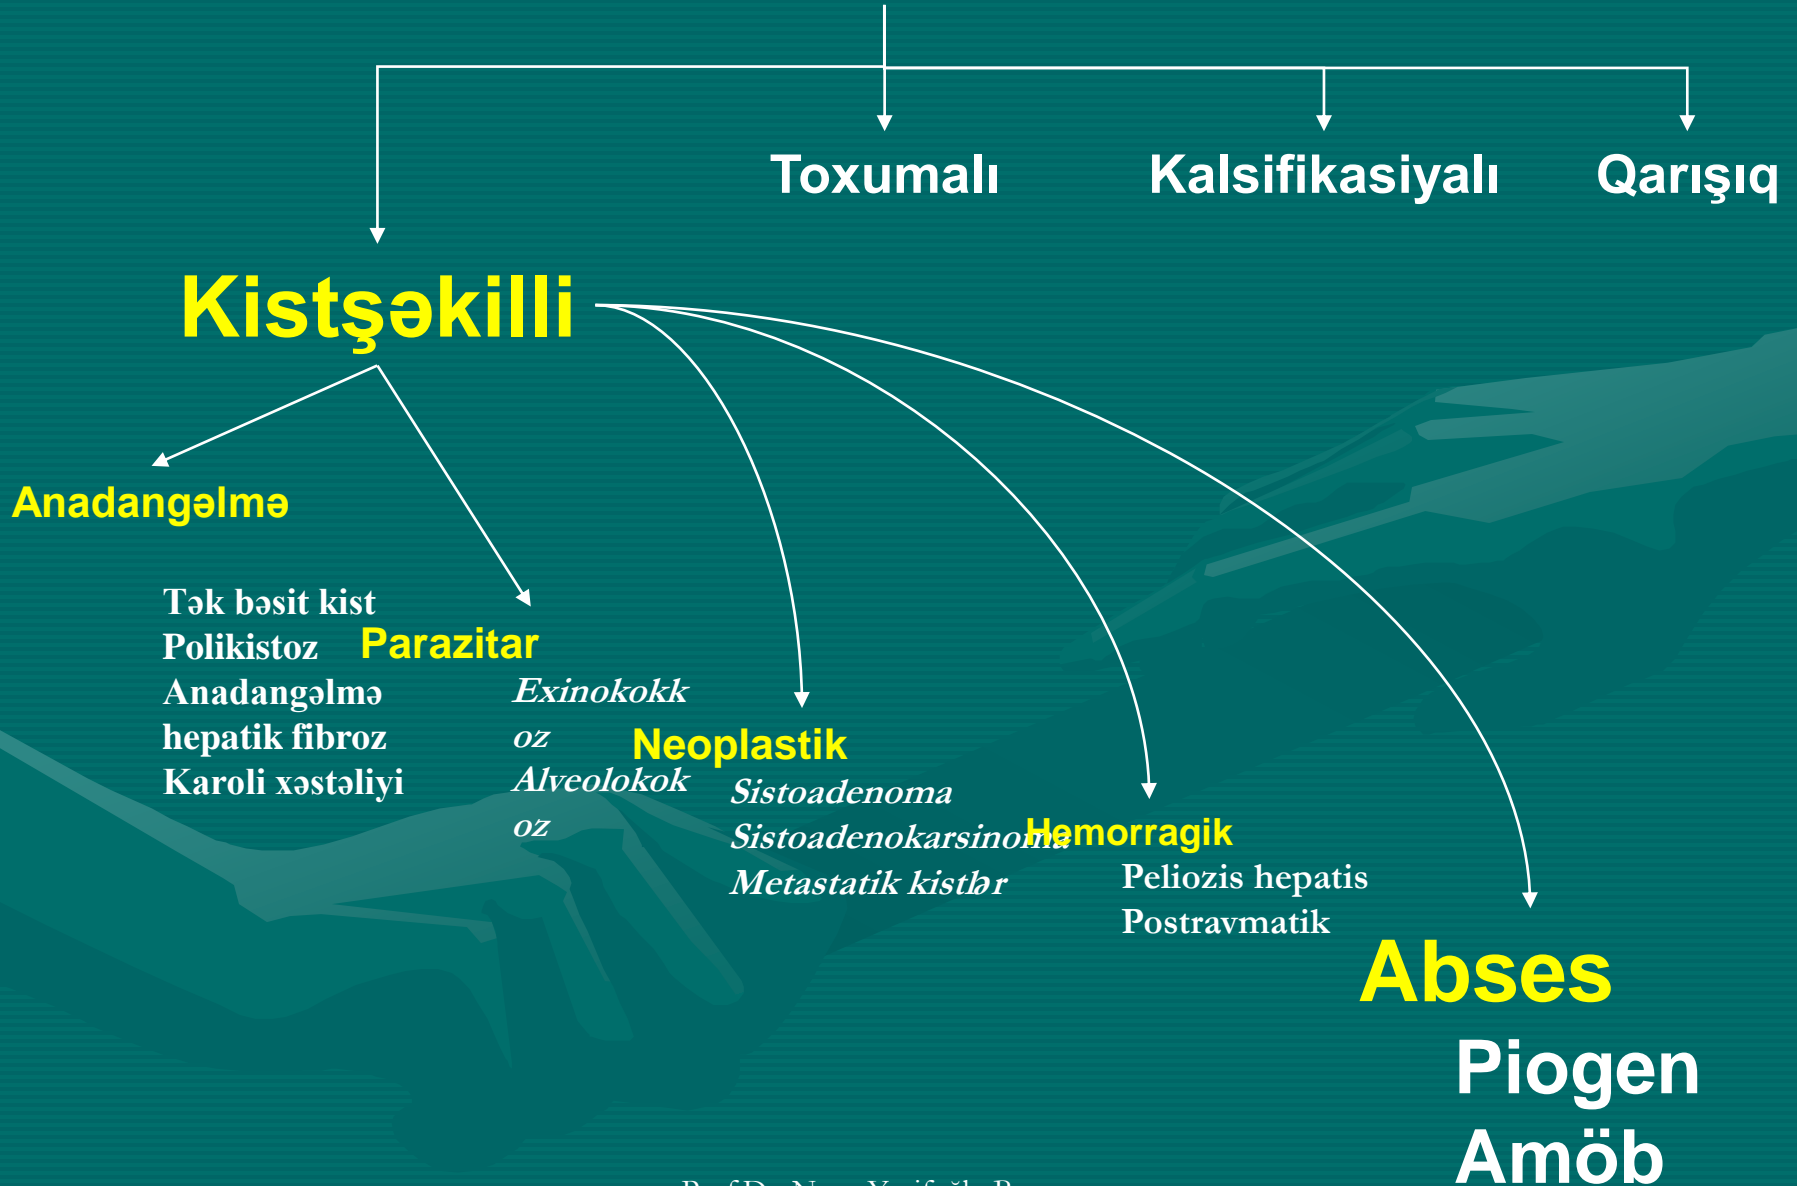 Toxumalı
Kalsifikasiyalı
Qarışıq
Kistşəkilli
Anadangəlmə
Tək bəsit kist
Polikistoz
Anadangəlmə
hepatik fibroz
Karoli xəstəliyi
Parazitar
Exinokokk
oz
Alveolokok
oz
Neoplastik
Sistoadenoma
Sistoadenokarsinoma
Metastatik kistlər
Hemorragik
Peliozis hepatis
Postravmatik
Abses
Piogen
Amöb